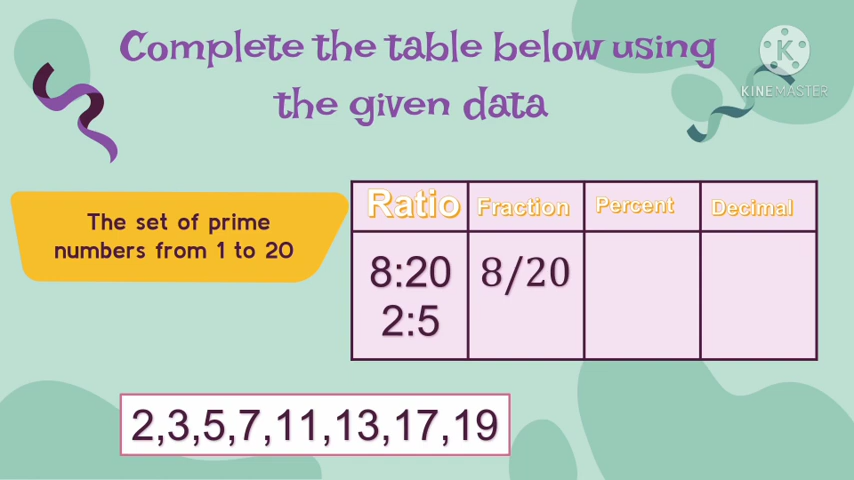 Complete the table below using
the given data
K
KINEMASTER
The set of prime
numbers from 1 to 20
Ratio Fraction Percent Decimal
8:20 8/20
2:5
2,3,5,7,11,13,17,19